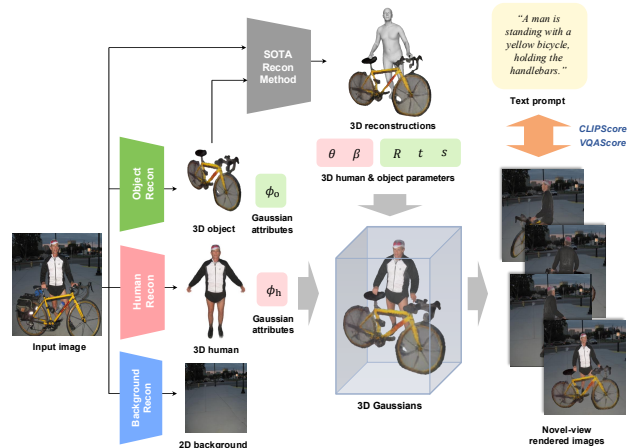 SOTA
Recon
Method
3D reconstructions
“A man is
standing with a
yellow bicycle,
holding the
handlebars.”
Text prompt
CLIPScore
VQAScore
θ β R t s
3D human & object parameters
Object
Recon
3D object
ϕo
Gaussian
attributes
Input image
Human
Recon
3D human
ϕh
Gaussian
attributes
Background
Recon
2D background
3D Gaussians
Novel-view
rendered images